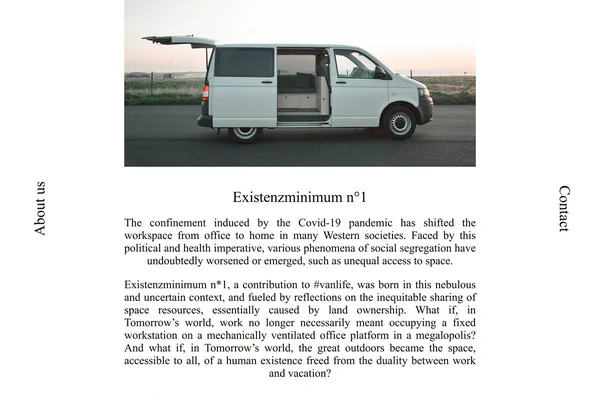 Existenzminimum n°1
About us
Contact
The confinement induced by the Covid-19 pandemic has shifted the
workspace from office to home in many Western societies. Faced by this
political and health imperative, various phenomena of social segregation have
undoubtedly worsened or emerged, such as unequal access to space.
Existenzminimum n*1, a contribution to #vanlife, was born in this nebulous
and uncertain context, and fueled by reflections on the inequitable sharing of
space resources, essentially caused by land ownership. What if, in
Tomorrow's world, work no longer necessarily meant occupying a fixed
workstation on a mechanically ventilated office platform in a megalopolis?
And what if, in Tomorrow's world, the great outdoors became the space,
accessible to all, of a human existence freed from the duality between work
and vacation?